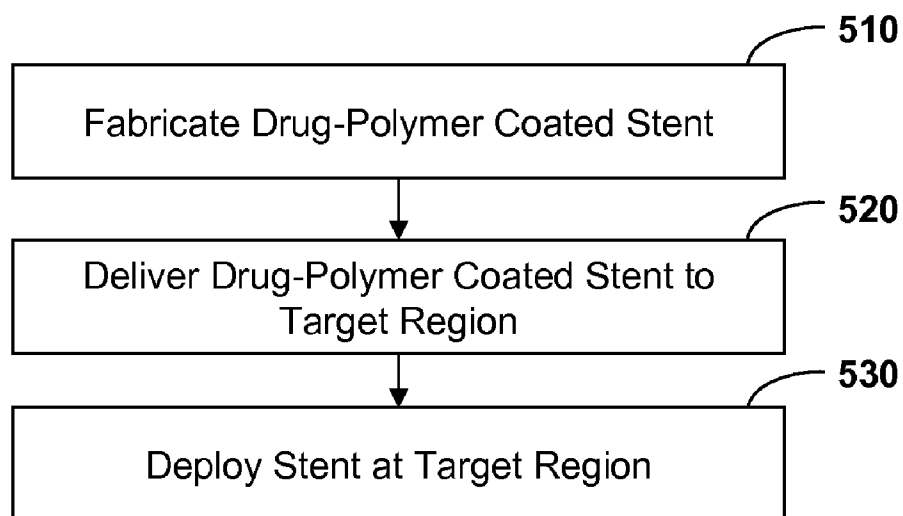 510
Fabricate Drug-Polymer Coated Stent
520
Deliver Drug-Polymer Coated Stent to
Target Region
530
Deploy Stent at Target Region